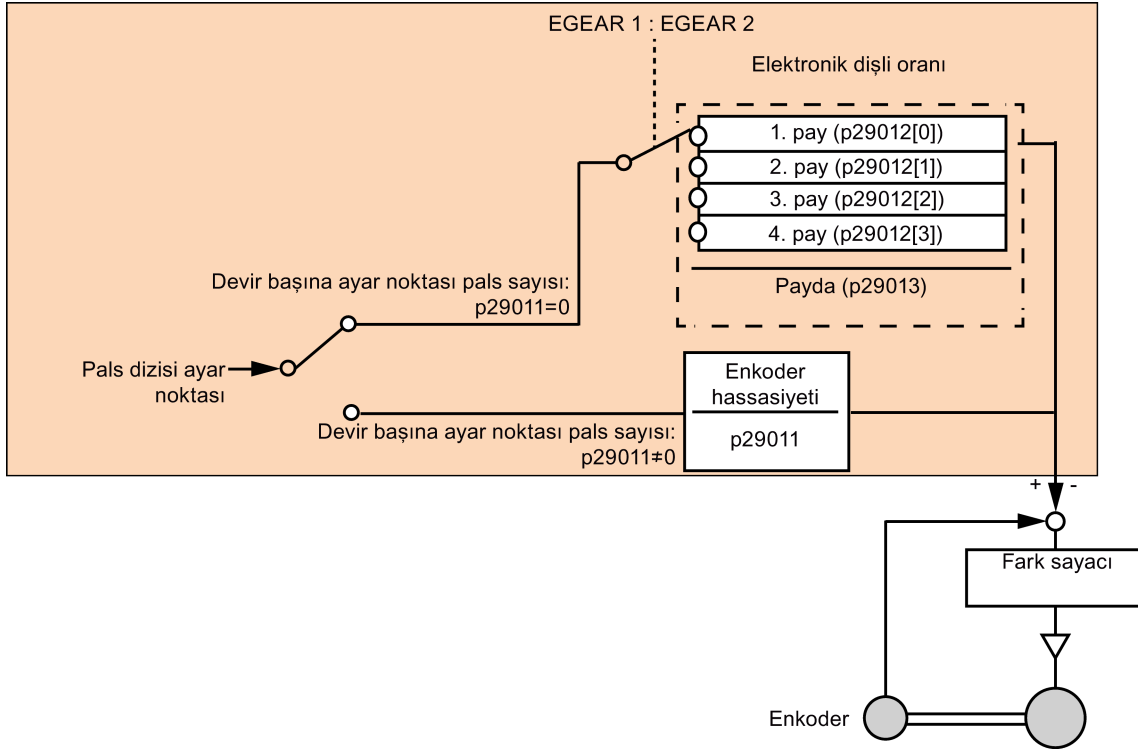 EGEAR 1 : EGEAR 2
Elektronik dişli oranı
1. pay (p29012[0])
2. pay (p29012[1])
3. pay (p29012[2])
4. pay (p29012[3])
Payda (p29013)
Devir başına ayar noktası pals sayısı:
p29011=0
Pals dizisi ayar
noktası
Enkoder
hassasiyeti
p29011
Devir başına ayar noktası pals sayısı:
p29011≠0
+ -
Fark sayacı
Enkoder